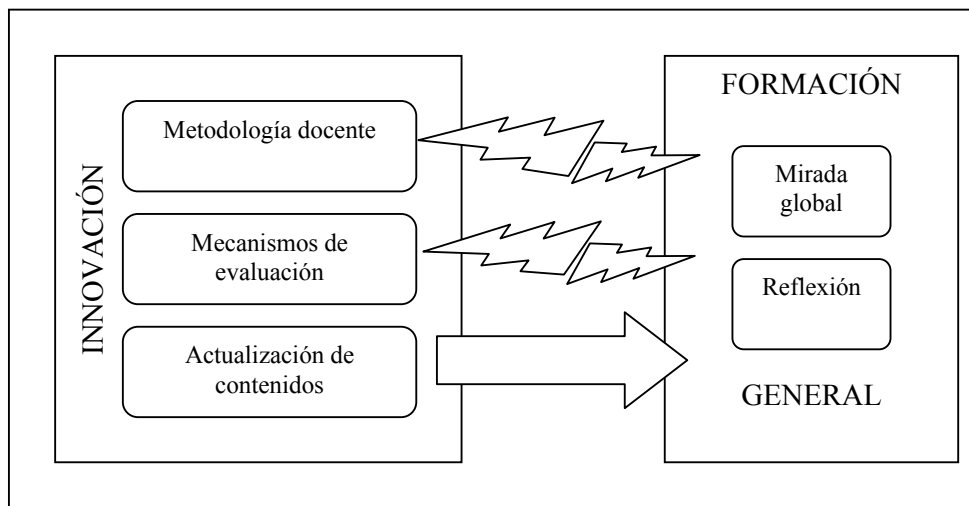 INNOVACIÓN
Metodología docente
Mecanismos de
evaluación
Actualización de
contenidos
FORMACIÓN
Mirada
global
Reflexión
GENERAL